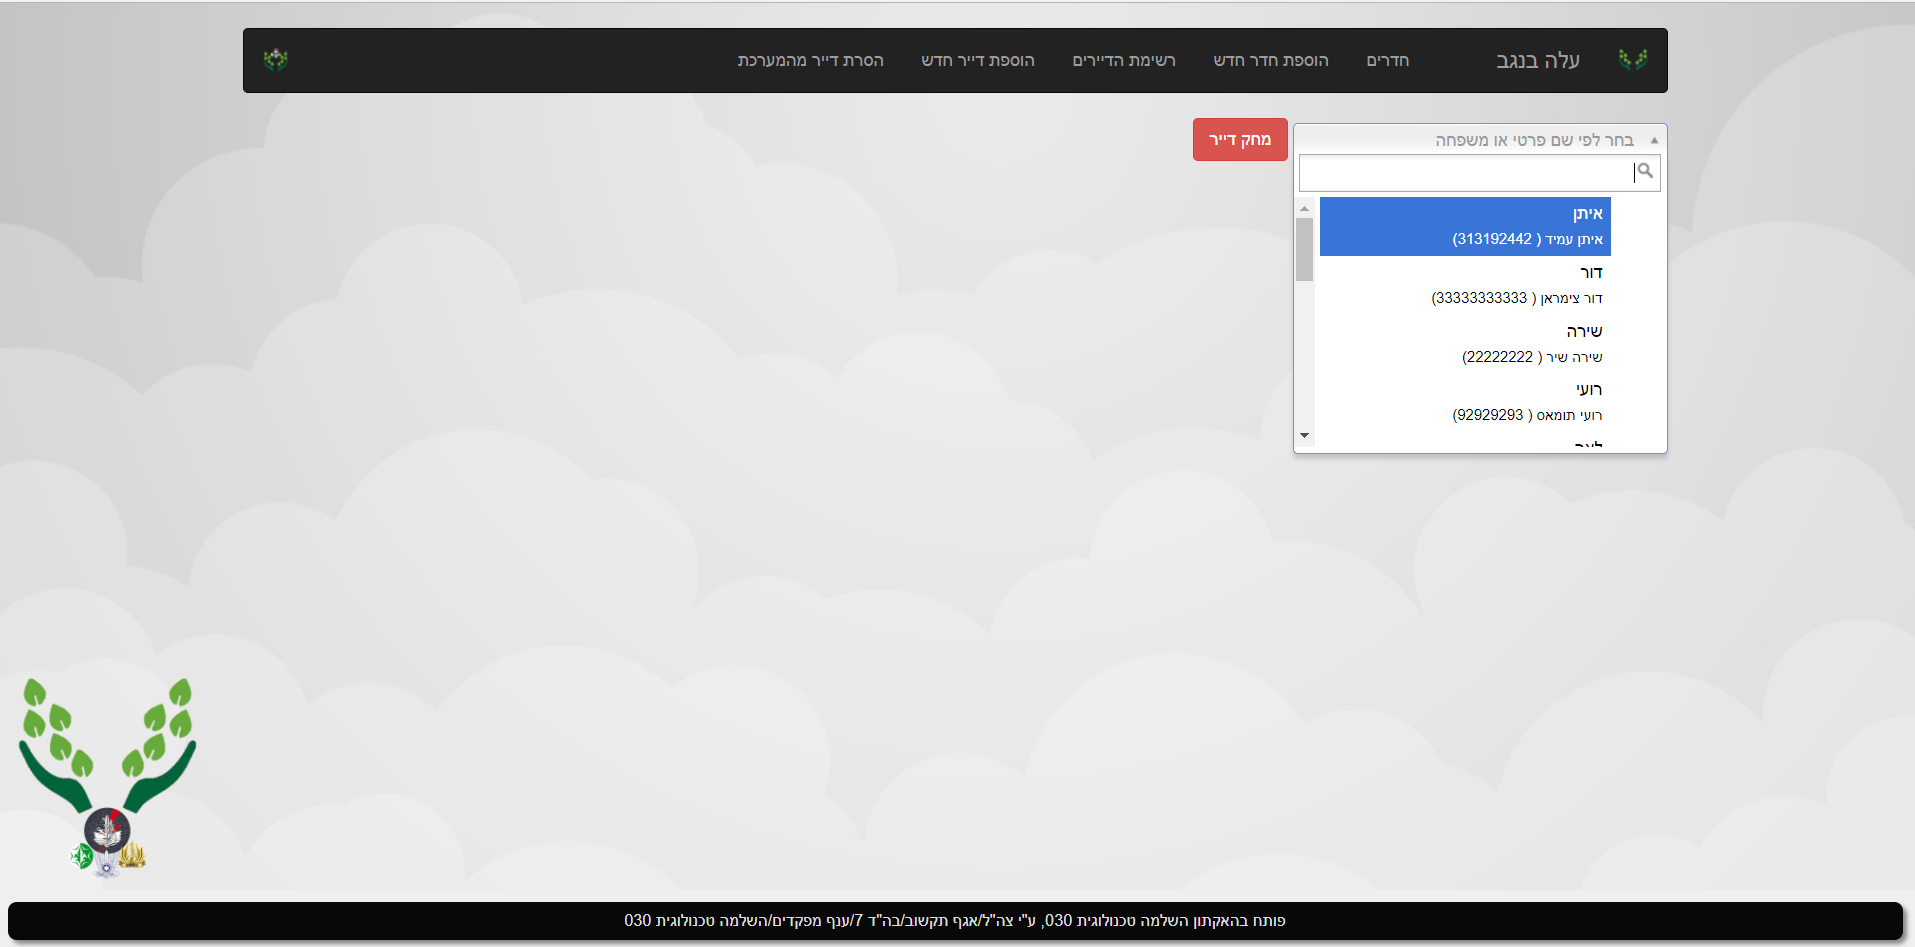 עלה בנגב
חדרים
הוספת חדר חדש
רשימת הדיירים
הוספת דייר חדש
הסרת דייר מהמערכת
בחר לפי שם פרטי או משפחה
מחק דייר
איתן
איתן עמיד ( 313192442)
דור
דור צימראן ( 33333333333)
שירה
שירה שיר ( 22222222)
רועי
רועי תומאס ( 92929293)
פותח בהאקתון השלמה טכנולוגית 030, ע"י צה"ל/אגף תקשוב/בה"ד 7/ענף מפקדים/השלמה טכנולוגית 030